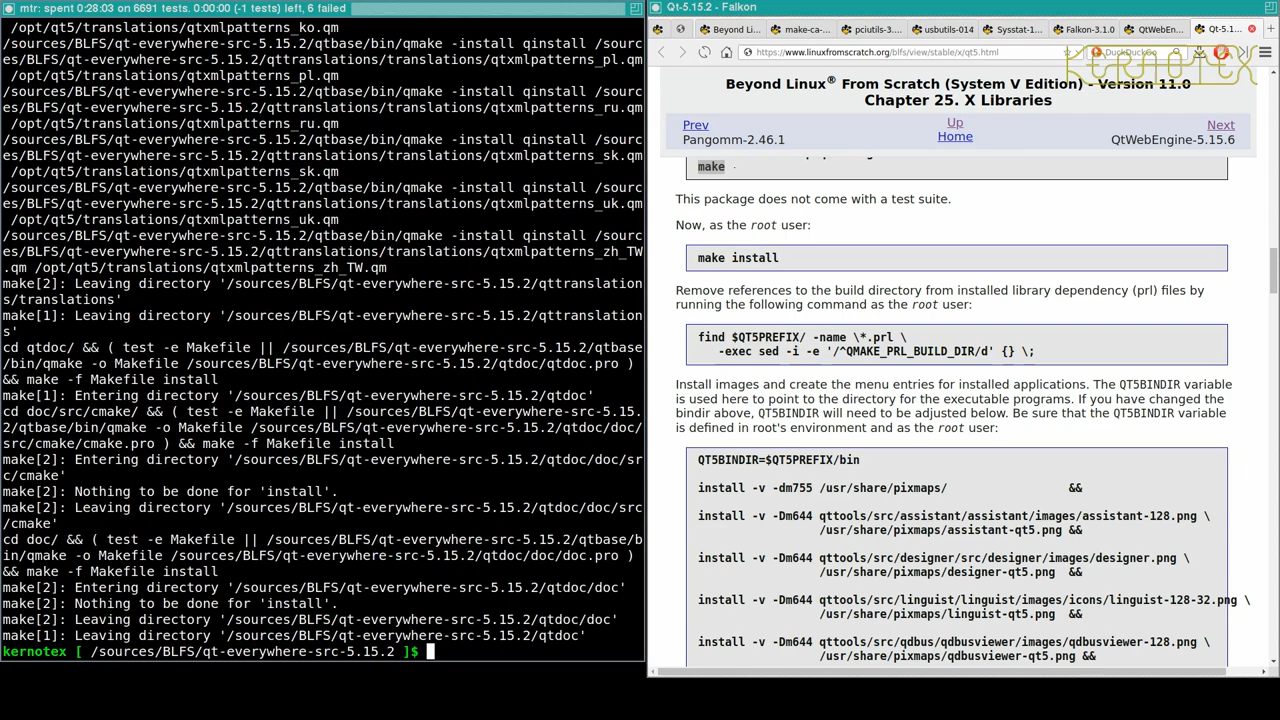 mtr: spent 0:28:03 on 6691 tests. 0:00:00 (-1 tests) left, 6 failed
/opt/qt5/translations/qtxmlpatterns_ko.qm
/sources/BLFS/qt-everywhere-src-5.15.2/qtbase/bin/qmake -install qinstall /sourc
es/BLFS/qt-everywhere-src-5.15.2/qttranslations/translations/qtxmlpatterns_pl.qm
/opt/qt5/translations/qtxmlpatterns_pl.qm
/sources/BLFS/qt-everywhere-src-5.15.2/qtbase/bin/qmake -install qinstall /sourc
es/BLFS/qt-everywhere-src-5.15.2/qttranslations/translations/qtxmlpatterns_ru.qm
/opt/qt5/translations/qtxmlpatterns_ru.qm
/sources/BLFS/qt-everywhere-src-5.15.2/qtbase/bin/qmake -install qinstall /sourc
es/BLFS/qt-everywhere-src-5.15.2/qttranslations/translations/qtxmlpatterns_sk.qm
/opt/qt5/translations/qtxmlpatterns_sk.qm
/sources/BLFS/qt-everywhere-src-5.15.2/qtbase/bin/qmake -install qinstall /sourc
es/BLFS/qt-everywhere-src-5.15.2/qttranslations/translations/qtxmlpatterns_uk.qm
/opt/qt5/translations/qtxmlpatterns_uk.qm
/sources/BLFS/qt-everywhere-src-5.15.2/qtbase/bin/qmake -install qinstall /sourc
es/BLFS/qt-everywhere-src-5.15.2/qttranslations/translations/qtxmlpatterns_zh_TW
.qm /opt/qt5/translations/qtxmlpatterns_zh_TW.qm
make[2]: Leaving directory '/sources/BLFS/qt-everywhere-src-5.15.2/qttranslation
s/translations'
make[1]: Leaving directory '/sources/BLFS/qt-everywhere-src-5.15.2/qttranslation
s'
cd qtdoc/ && ( test -e Makefile || /sources/BLFS/qt-everywhere-src-5.15.2/qtbase
/bin/qmake -o Makefile /sources/BLFS/qt-everywhere-src-5.15.2/qtdoc/qtdoc.pro )
&& make -f Makefile install
make[1]: Entering directory '/sources/BLFS/qt-everywhere-src-5.15.2/qtdoc'
cd doc/src/cmake/ && ( test -e Makefile || /sources/BLFS/qt-everywhere-src-5.15.
2/qtbase/bin/qmake -o Makefile /sources/BLFS/qt-everywhere-src-5.15.2/qtdoc/doc/
src/cmake/cmake.pro ) && make -f Makefile install
make[2]: Entering directory '/sources/BLFS/qt-everywhere-src-5.15.2/qtdoc/doc/sr
c/cmake'
make[2]: Nothing to be done for 'install'.
make[2]: Leaving directory '/sources/BLFS/qt-everywhere-src-5.15.2/qtdoc/doc/src
/cmake'
cd doc/ && ( test -e Makefile || /sources/BLFS/qt-everywhere-src-5.15.2/qtbase/b
in/qmake -o Makefile /sources/BLFS/qt-everywhere-src-5.15.2/qtdoc/doc/doc.pro )
&& make -f Makefile install
make[2]: Entering directory '/sources/BLFS/qt-everywhere-src-5.15.2/qtdoc/doc'
make[2]: Nothing to be done for 'install'.
make[2]: Leaving directory '/sources/BLFS/qt-everywhere-src-5.15.2/qtdoc/doc'
make[1]: Leaving directory '/sources/BLFS/qt-everywhere-src-5.15.2/qtdoc'
kernotex [ /sources/BLFS/qt-everywhere-src-5.15.2 ]$
Qt-5.15.2 - Falkon
Beyond Li... make-ca-... pciutils-3... usbutils-014 Sysstat-1... Falkon-3.1.0 QtWebEn... Qt-5.1...
https://www.linuxfromscratch.org/blfs/view/stable/x/qt5.html DuckDuckGo
KERNOTEX
Beyond Linux® From Scratch (System V Edition) - Version 11.0
Chapter 25. X Libraries
Prev Up Next
Pangomm-2.46.1 Home QtWebEngine-5.15.6
make
This package does not come with a test suite.
Now, as the root user:
make install
Remove references to the build directory from installed library dependency (prl) files by
running the following command as the root user:
find $QT5PREFIX/ -name \*.prl \
-exec sed -i -e '/^QMAKE_PRL_BUILD_DIR/d' {} \;
Install images and create the menu entries for installed applications. The QT5BINDIR variable
is used here to point to the directory for the executable programs. If you have changed the
bindir above, QT5BINDIR will need to be adjusted below. Be sure that the QT5BINDIR variable
is defined in root's environment and as the root user:
QT5BINDIR=$QT5PREFIX/bin
install -v -dm755 /usr/share/pixmaps/ &&
install -v -Dm644 qttools/src/assistant/assistant/images/assistant-128.png \
/usr/share/pixmaps/assistant-qt5.png &&
install -v -Dm644 qttools/src/designer/src/designer/images/designer.png \
/usr/share/pixmaps/designer-qt5.png &&
install -v -Dm644 qttools/src/linguist/linguist/images/icons/linguist-128-32.png \
/usr/share/pixmaps/linguist-qt5.png &&
install -v -Dm644 qttools/src/qdbus/qdbusviewer/images/qdbusviewer-128.png \
/usr/share/pixmaps/qdbusviewer-qt5.png &&